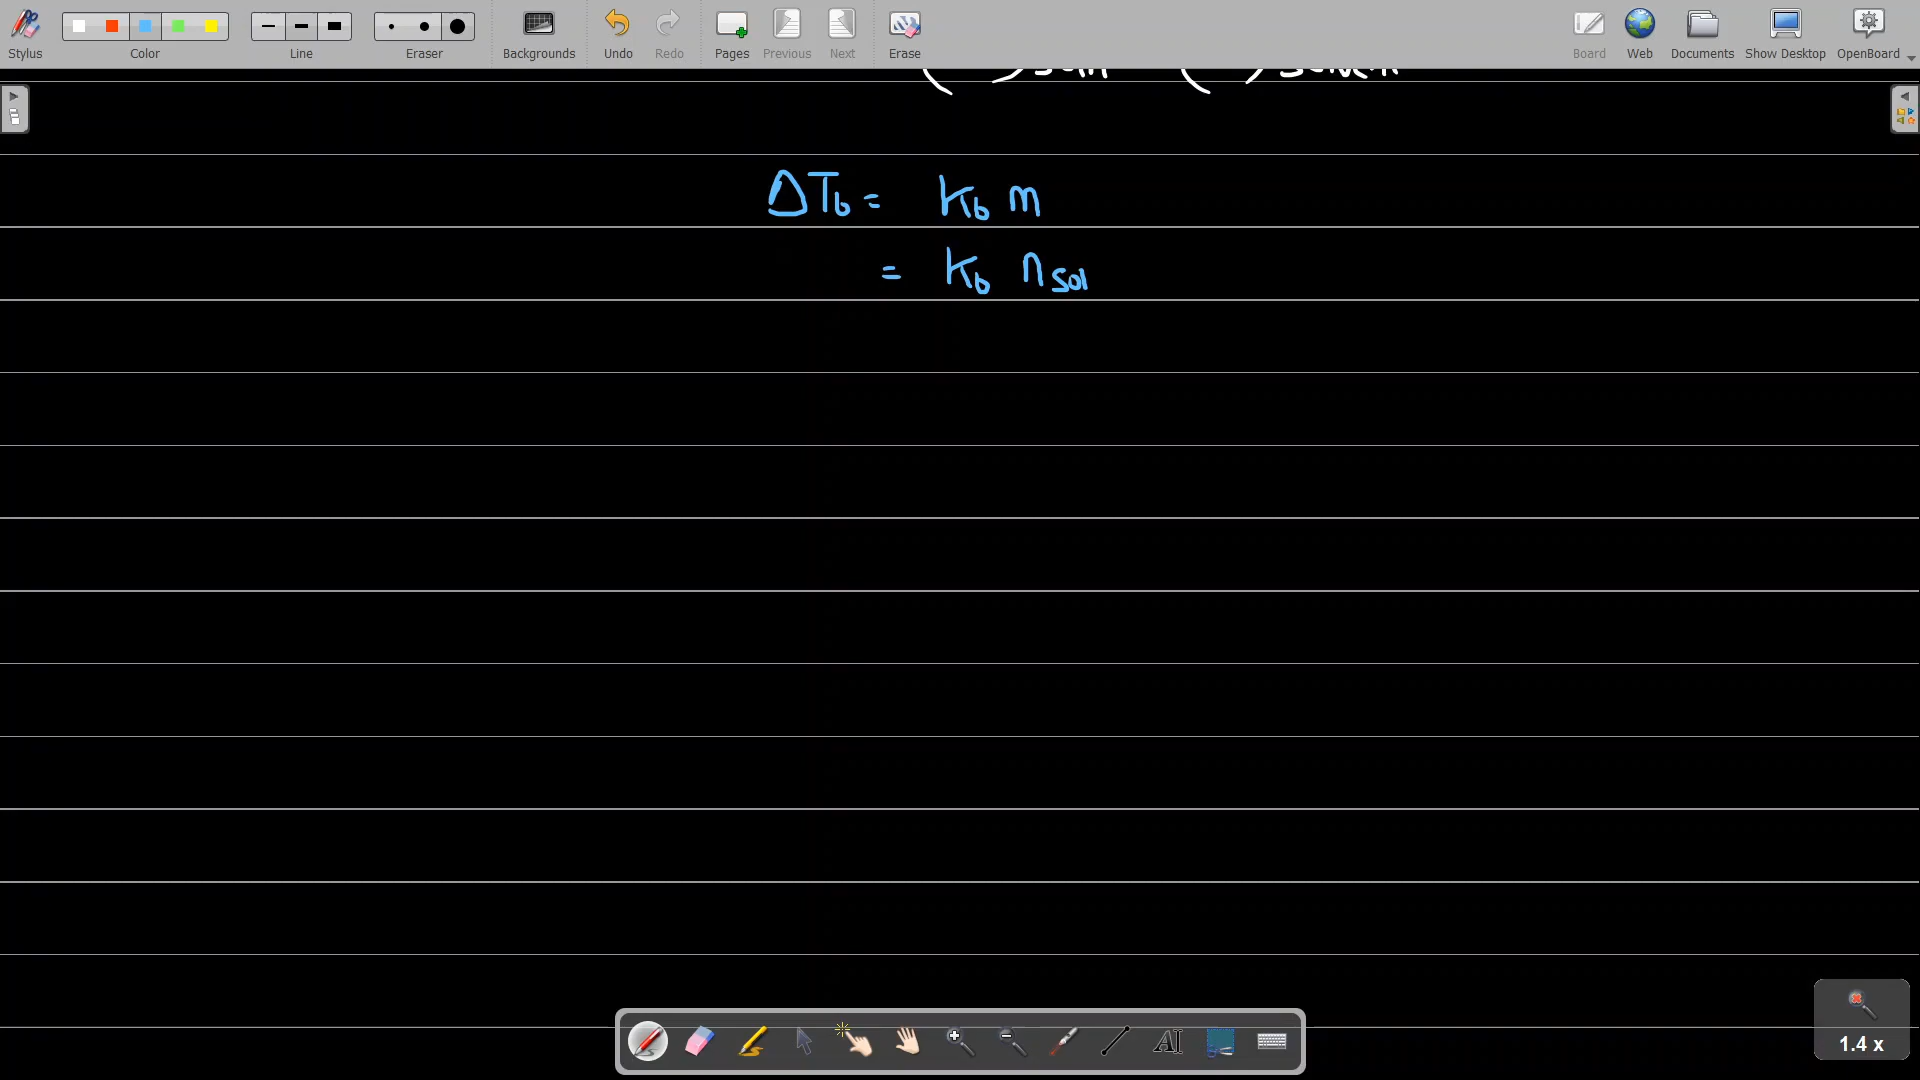 Stylus Color Line Eraser Backgrounds Undo Redo Pages Previous Next Erase Board Web Documents Show Desktop OpenBoard
ΔTb = Kb m
= Kb nsol
1.4 x